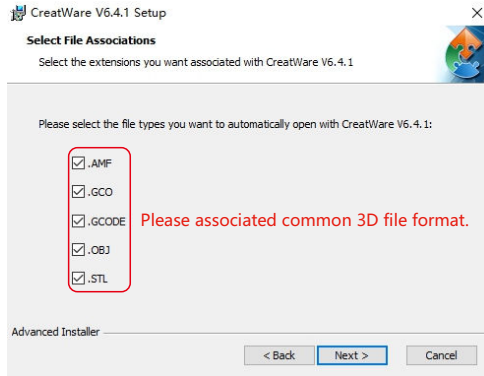 CreatWare V6.4.1 Setup
Select File Associations
Select the extensions you want associated with CreatWare V6.4.1
Please select the file types you want to automatically open with CreatWare V6.4.1:
.AMF
.GCO
.GCODE
Please associated common 3D file format.
.OBJ
.STL
Advanced Installer
< Back
Next >
Cancel